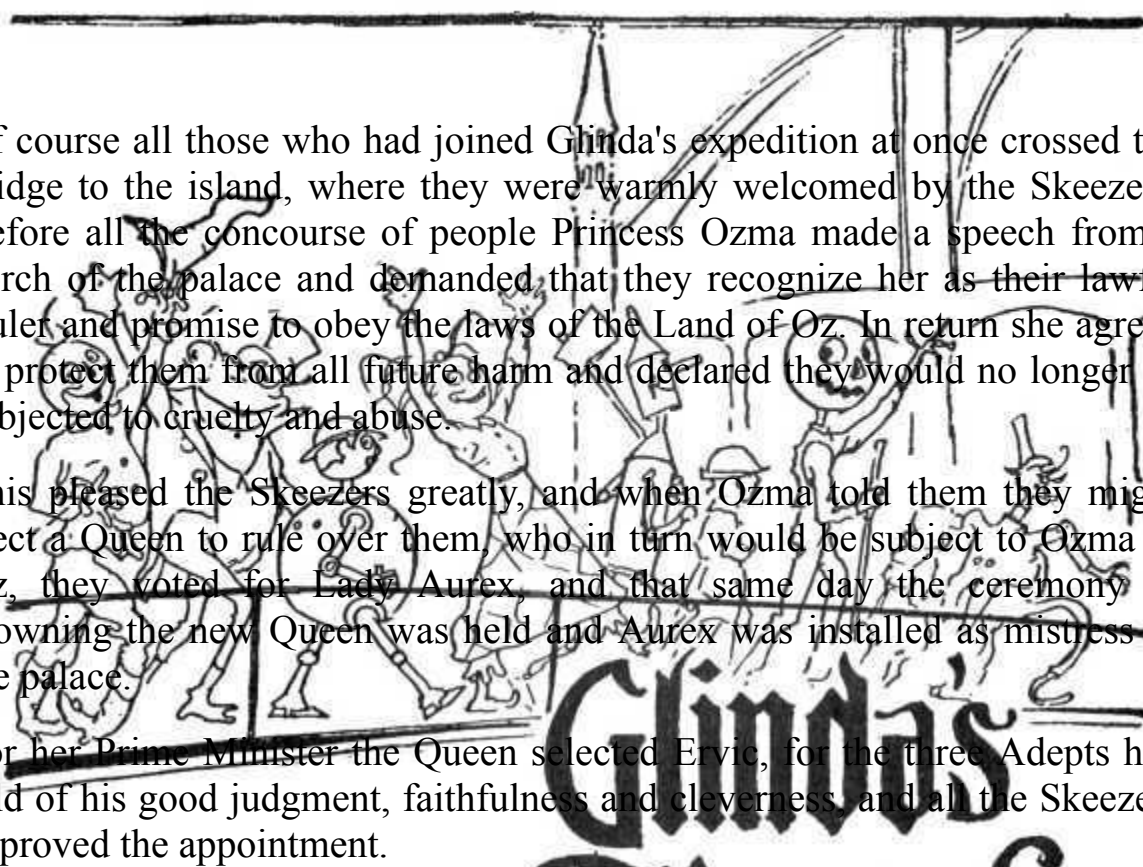 f course all those who had joined Glinda's expedition at once crossed t
idge to the island, where they were warmly welcomed by the Skeeze
efore all the concourse of people Princess Ozma made a speech from
rch of the palace and demanded that they recognize her as their lawf
uler and promise to obey the laws of the Land of Oz. In return she agre
protect them from all future harm and declared they would no longer
bjected to cruelty and abuse.
his pleased the Skeezers greatly, and when Ozma told them they mig
ect a Queen to rule over them, who in turn would be subject to Ozma
z, they voted for Lady Aurex, and that same day the ceremony
owning the new Queen was held and Aurex was installed as mistress
e palace.
or her Prime Minister the Queen selected Ervic, for the three Adepts h
ld of his good judgment, faithfulness and cleverness, and all the Skeeze
proved the appointment.
Glinda's